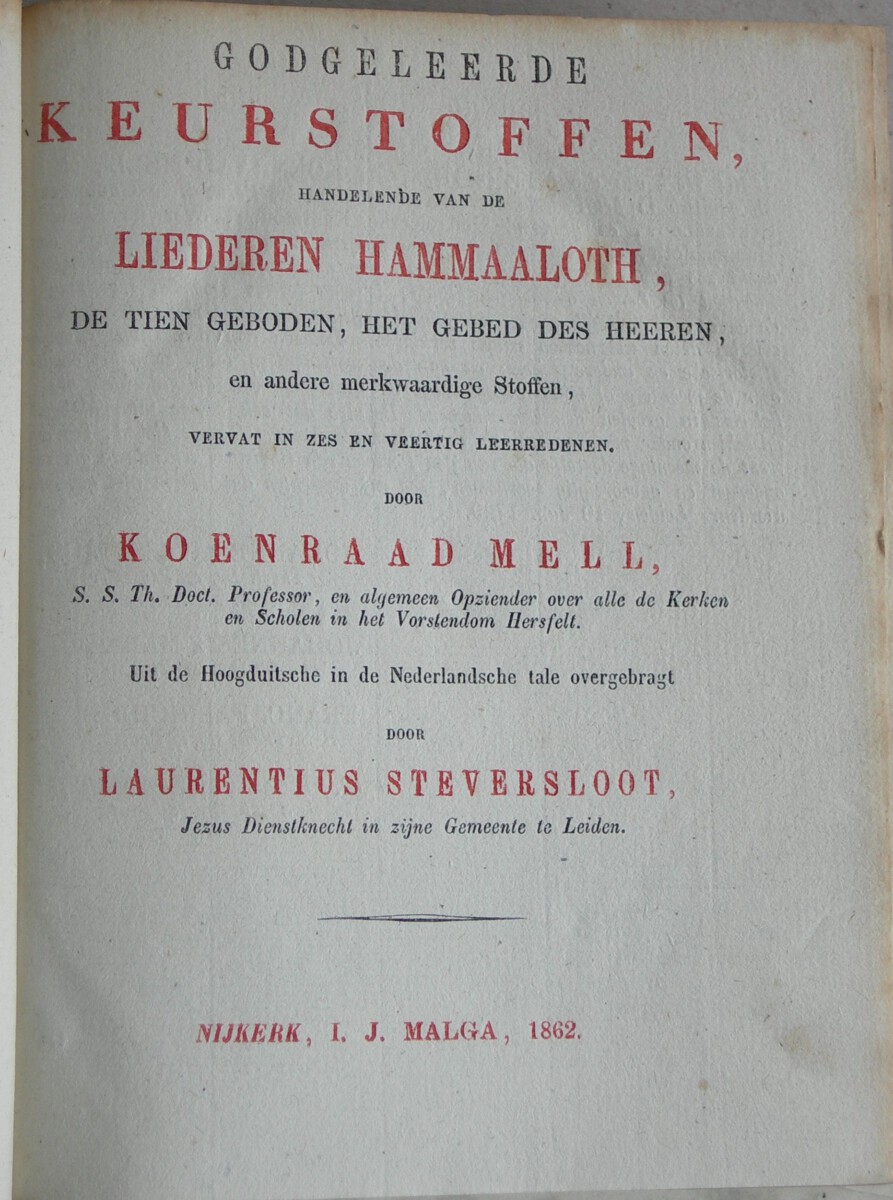 GODGELEERDE
KEURSTOFFEN,
HANDELENDE VAN DE
LIEDEREN HAMMAALOTH,
DE TIEN GEBODEN, HET GEBED DES HEEREN,
en andere merkwaardige Stoffen,
VERVAT IN ZES EN VEERTIG LEERREDENEN.
DOOR
KOENRAAD MELL,
S. S. Th. Doct. Professor, en algemeen Opziender over alle de Kerken
en Scholen in het Vorstendom Hersfelt.
Uit de Hoogduitsche in de Nederlandsche tale overgebragt
DOOR
LAURENTIUS STEVERSLOOT,
Jezus Dienstknecht in zijne Gemeente te Leiden.
NIJKERK, I. J. MALGA, 1862.